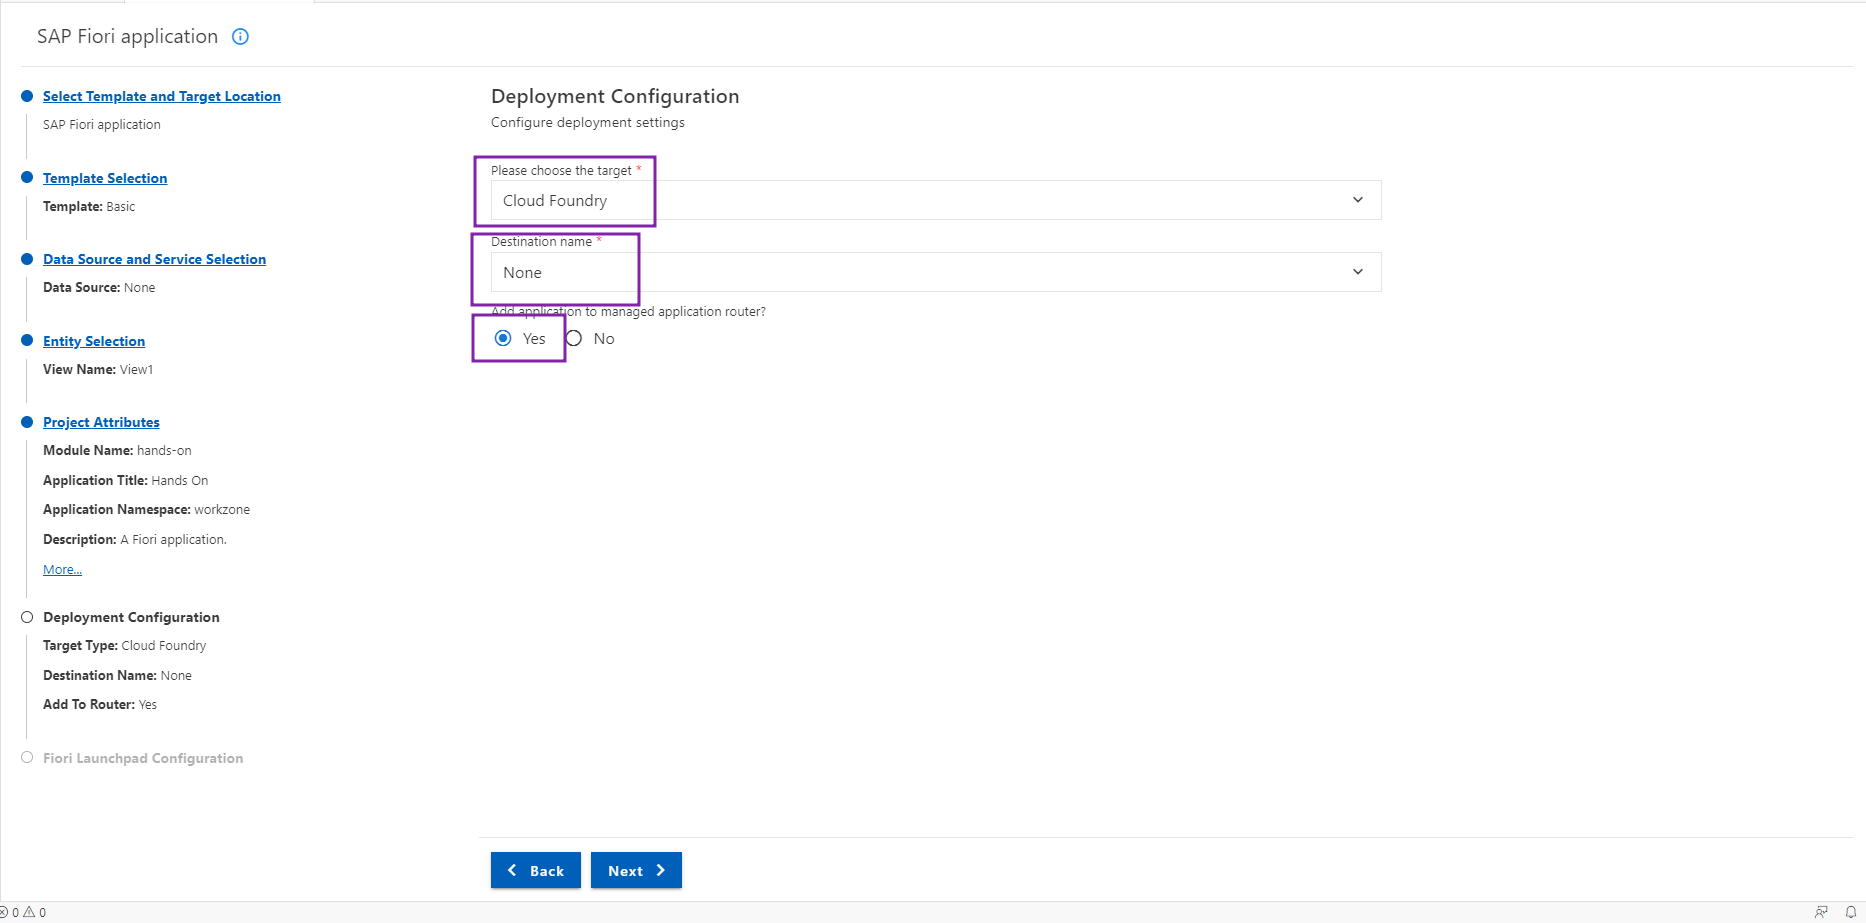 SAP Fiori application
Select Template and Target Location
SAP Fiori application
Template Selection
Template: Basic
Data Source and Service Selection
Data Source: None
Entity Selection
View Name: View1
Project Attributes
Module Name: hands-on
Application Title: Hands On
Application Namespace: workzone
Description: A Fiori application.
More...
Deployment Configuration
Target Type: Cloud Foundry
Destination Name: None
Add To Router: Yes
Fiori Launchpad Configuration
Deployment Configuration
Configure deployment settings
Please choose the target *
Cloud Foundry
Destination name *
None
Add application to managed application router?
Yes No
Back Next
0 0